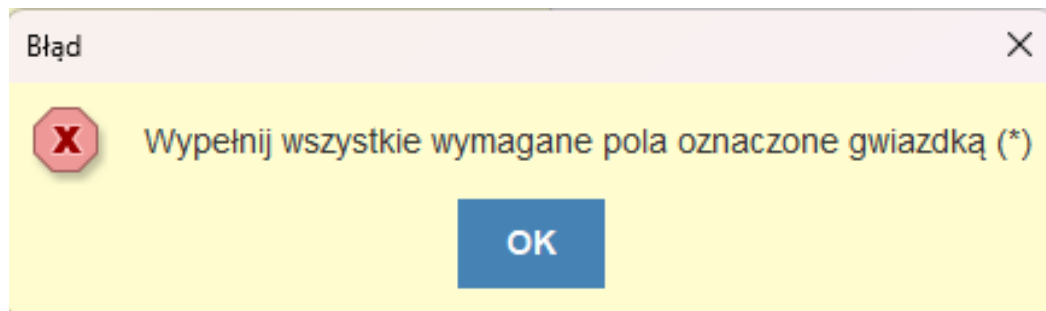 Błąd
Wypełnij wszystkie wymagane pola oznaczone gwiazdką (*)
OK